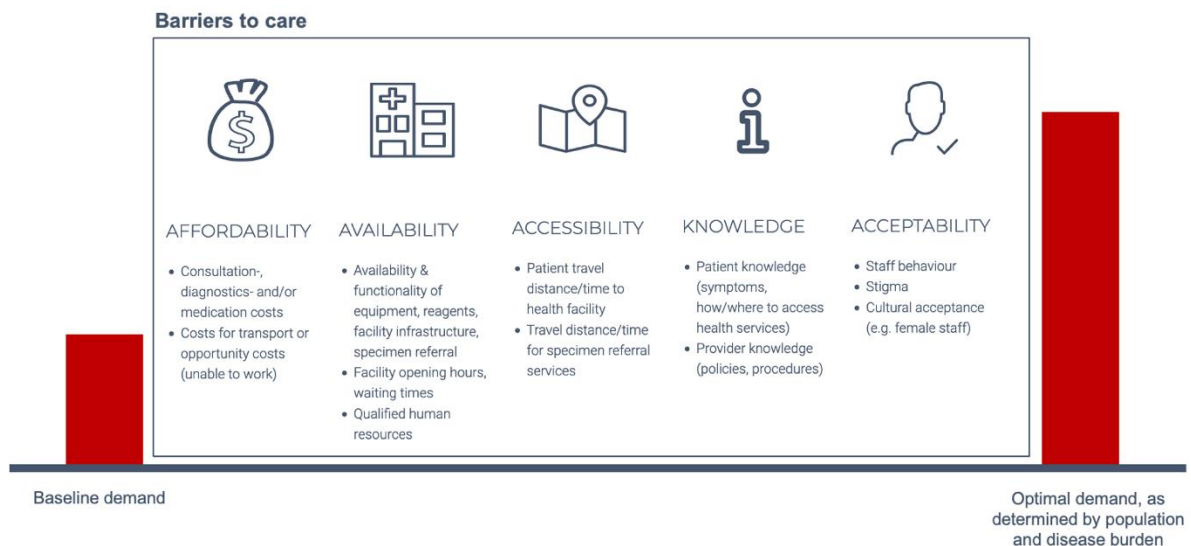 Barriers to care
$
AFFORDABILITY
• Consultation-,
diagnostics- and/or
medication costs
• Costs for transport or
opportunity costs
(unable to work)
AVAILABILITY
• Availability &
functionality of
equipment, reagents,
facility infrastructure,
specimen referral
• Facility opening hours,
waiting times
• Qualified human
resources
ACCESSIBILITY
• Patient travel
distance/time to
health facility
• Travel distance/time
for specimen referral
services
KNOWLEDGE
• Patient knowledge
(symptoms,
how/where to access
health services)
• Provider knowledge
(policies, procedures)
ACCEPTABILITY
• Staff behaviour
• Stigma
• Cultural acceptance
(e.g. female staff)
Baseline demand
Optimal demand, as
determined by population
and disease burden